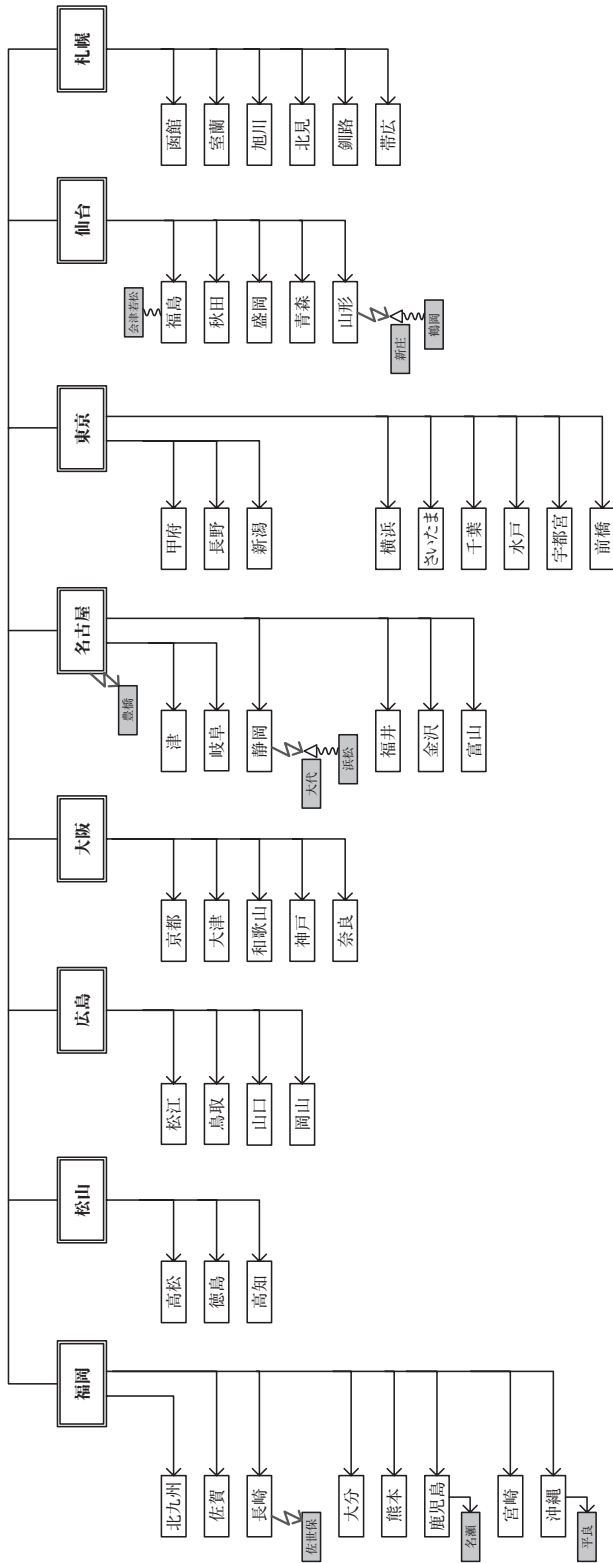 札幌
函館
室蘭
旭川
北見
釧路
帯広
仙台
会津若松
福島
秋田
盛岡
青森
山形
新庄
鶴岡
東京
甲府
長野
新潟
横浜
さいたま
千葉
水戸
宇都宮
前橋
名古屋
豊橋
津
岐阜
静岡
大代
浜松
福井
金沢
富山
大阪
京都
大津
和歌山
神戸
奈良
広島
松江
鳥取
山口
岡山
松山
高松
徳島
高知
福岡
北九州
佐賀
長崎
佐世保
大分
熊本
鹿児島
名瀬
宮崎
沖縄
平良